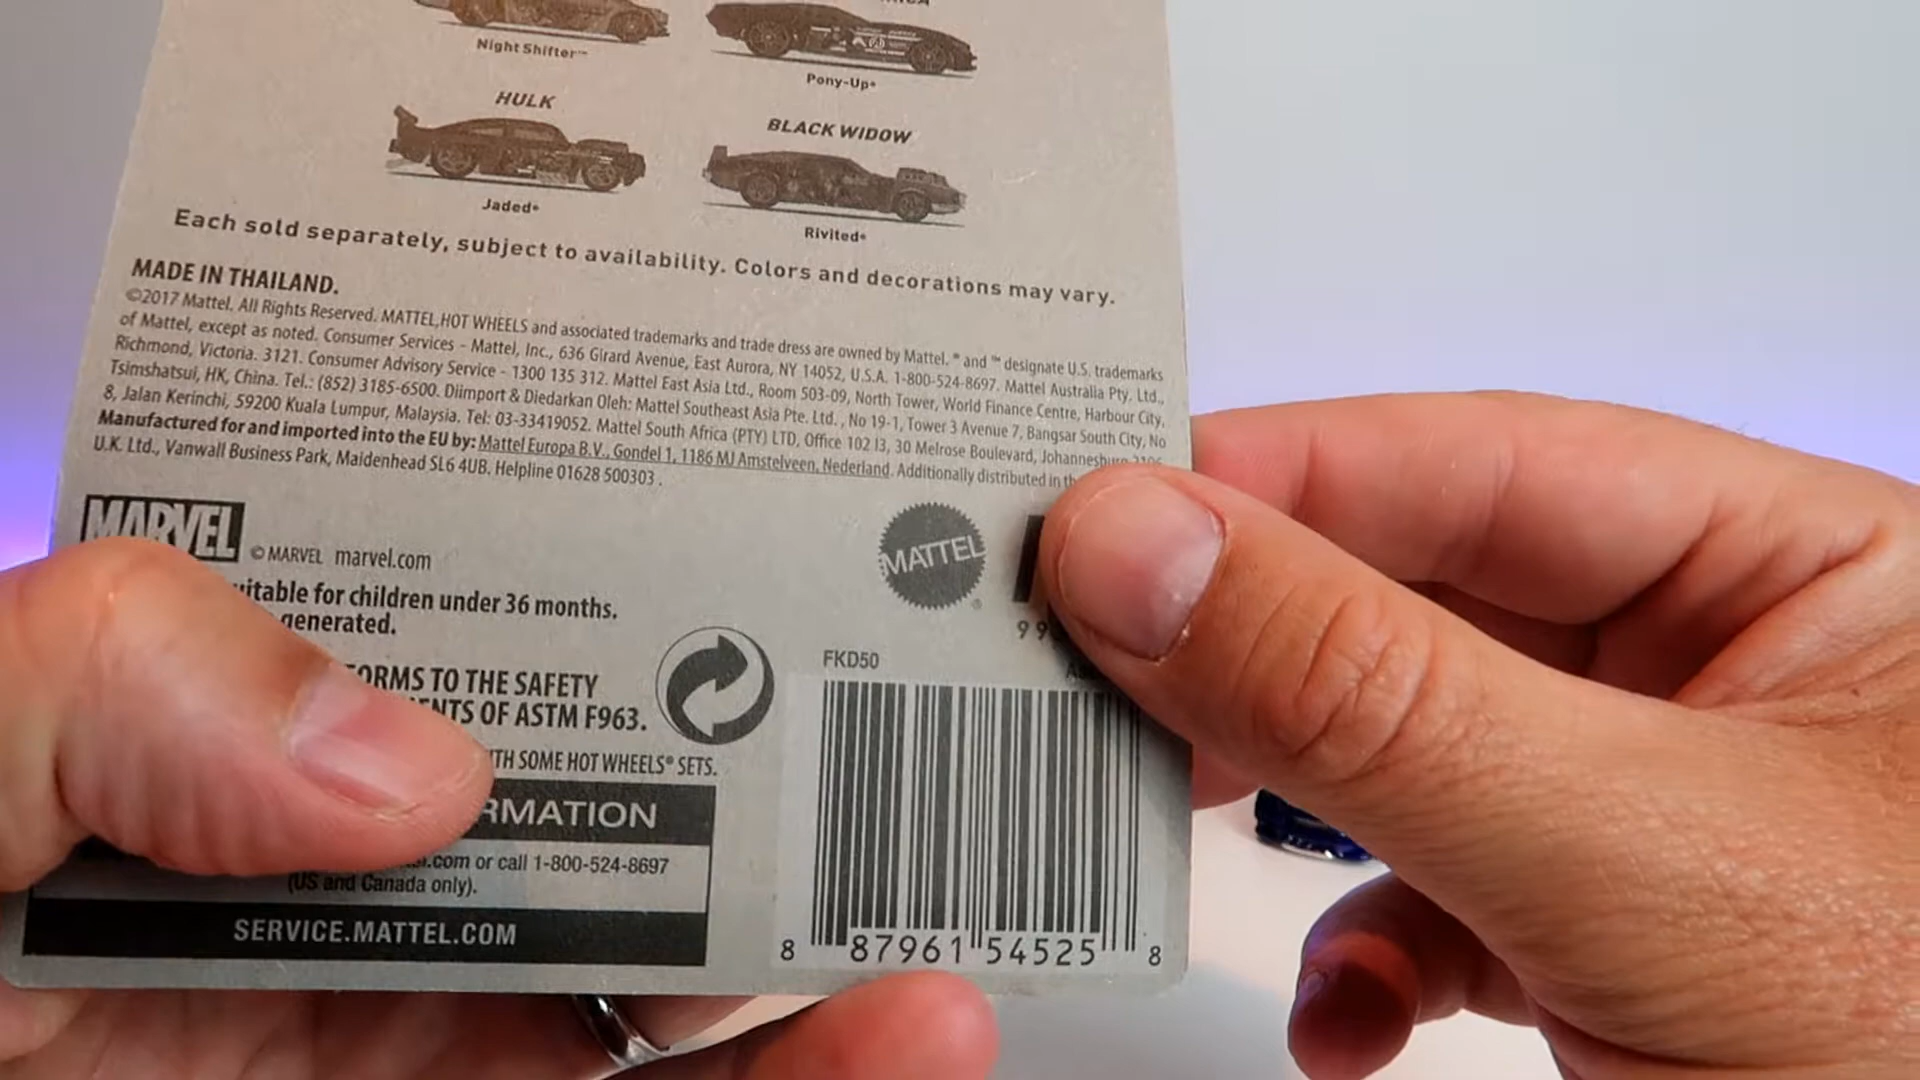 Night Shifter™
Pony-Up®
HULK
BLACK WIDOW
Jaded®
Rivited®
Each sold separately, subject to availability. Colors and decorations may vary.
MADE IN THAILAND.
©2017 Mattel. All Rights Reserved. MATTEL,HOT WHEELS and associated trademarks and trade dress are owned by Mattel. ® and ™ designate U.S. trademarks
of Mattel, except as noted. Consumer Services - Mattel, Inc., 636 Girard Avenue, East Aurora, NY 14052, U.S.A. 1-800-524-8697. Mattel Australia Pty. Ltd.,
Richmond, Victoria. 3121. Consumer Advisory Service - 1300 135 312. Mattel East Asia Ltd., Room 503-09, North Tower, World Finance Centre, Harbour City,
Tsimshatsui, HK, China. Tel.: (852) 3185-6500. Diimport & Diedarkan Oleh: Mattel Southeast Asia Pte. Ltd. , No 19-1, Tower 3 Avenue 7, Bangsar South City, No
8, Jalan Kerinchi, 59200 Kuala Lumpur, Malaysia. Tel: 03-33419052. Mattel South Africa (PTY) LTD, Office 102 I3, 30 Melrose Boulevard, Johannesburg
Manufactured for and imported into the EU by: Mattel Europa B.V., Gondel 1, 1186 MJ Amstelveen, Nederland. Additionally distributed in
U.K. Ltd., Vanwall Business Park, Maidenhead SL6 4UB. Helpline 01628 500303 .
MARVEL
© MARVEL marvel.com
MATTEL
®
itable for children under 36 months.
generated.
99
FKD50
ORMS TO THE SAFETY
NTS OF ASTM F963.
TH SOME HOT WHEELS® SETS.
RMATION
.com or call 1-800-524-8697
(US and Canada only).
SERVICE.MATTEL.COM
8 87961 54525 8